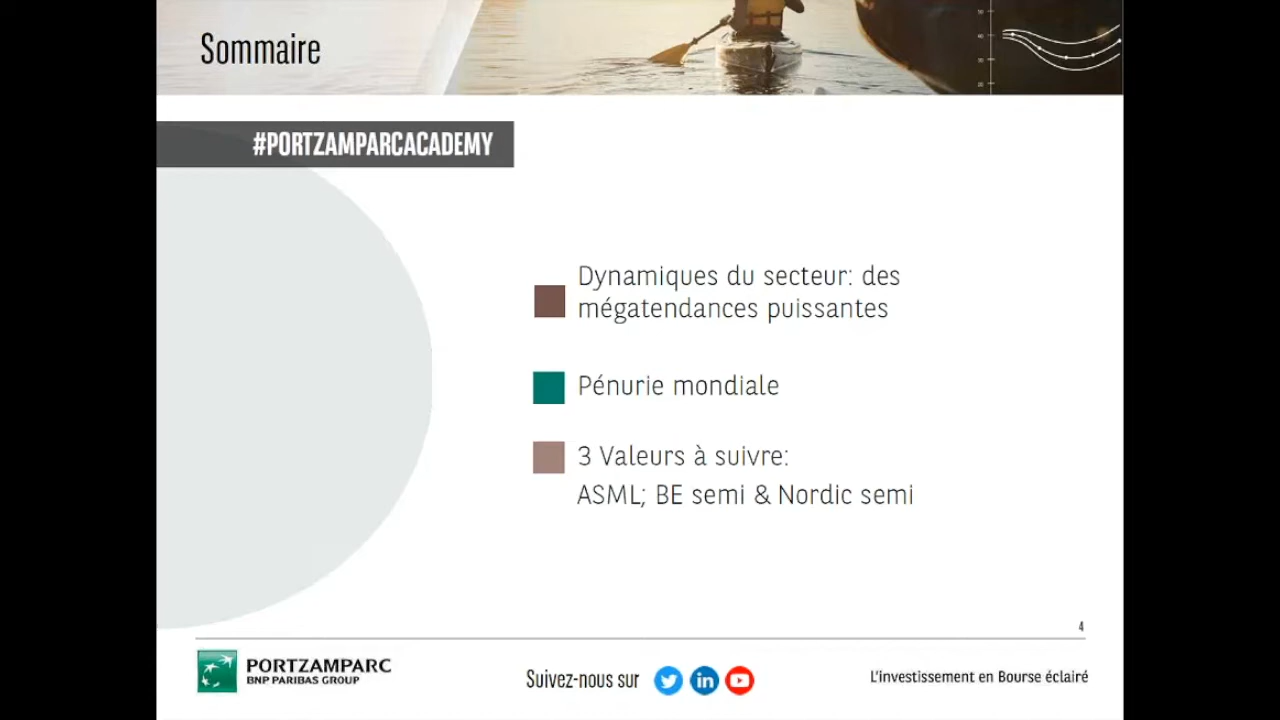 Sommaire
#PORTZAMPARCACADEMY
Dynamiques du secteur: des
mégatendances puissantes
Pénurie mondiale
3 Valeurs à suivre:
ASML; BE semi & Nordic semi
4
PORTZAMPARC
BNP PARIBAS GROUP
Suivez-nous sur
in
L'investissement en Bourse éclairé